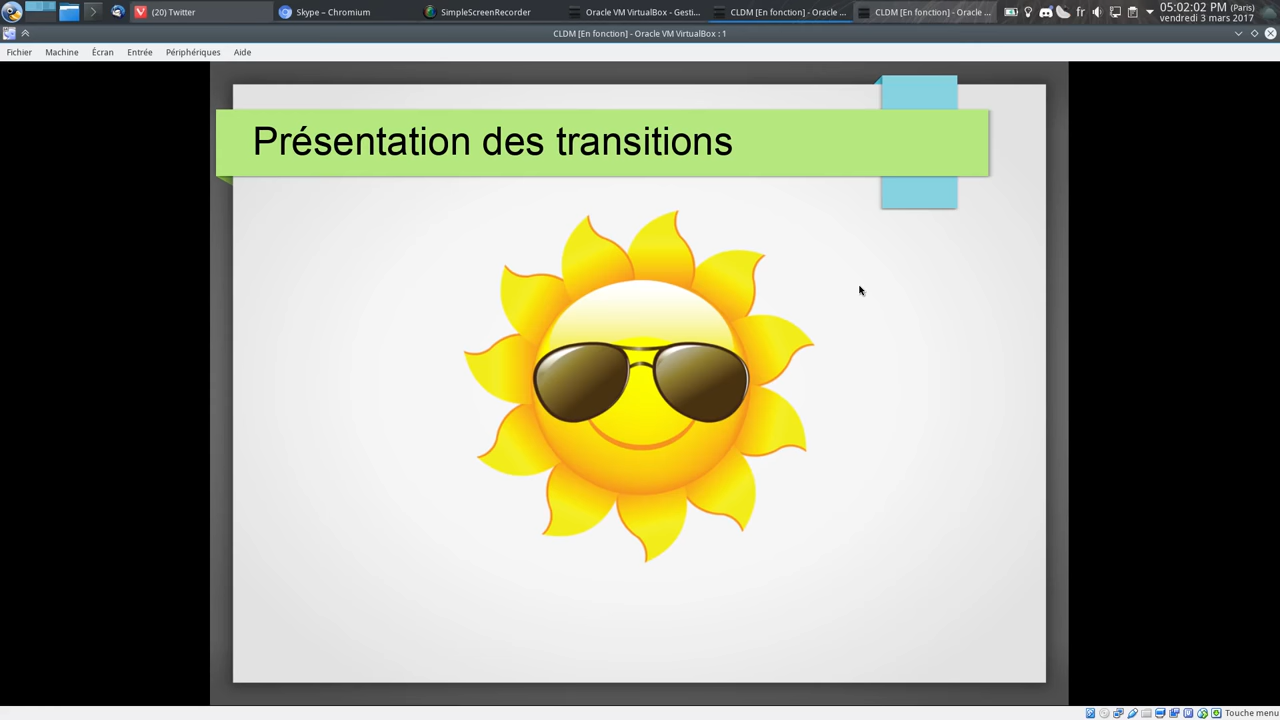 (20) Twitter
Skype – Chromium
SimpleScreenRecorder
Oracle VM VirtualBox - Gesti...
CLDM [En fonction] - Oracle ...
CLDM [En fonction] - Oracle ...
fr
05:02:02 PM (Paris)
vendredi 3 mars 2017
CLDM [En fonction] - Oracle VM VirtualBox : 1
Fichier Machine Écran Entrée Périphériques Aide
Présentation des transitions
Touche menu